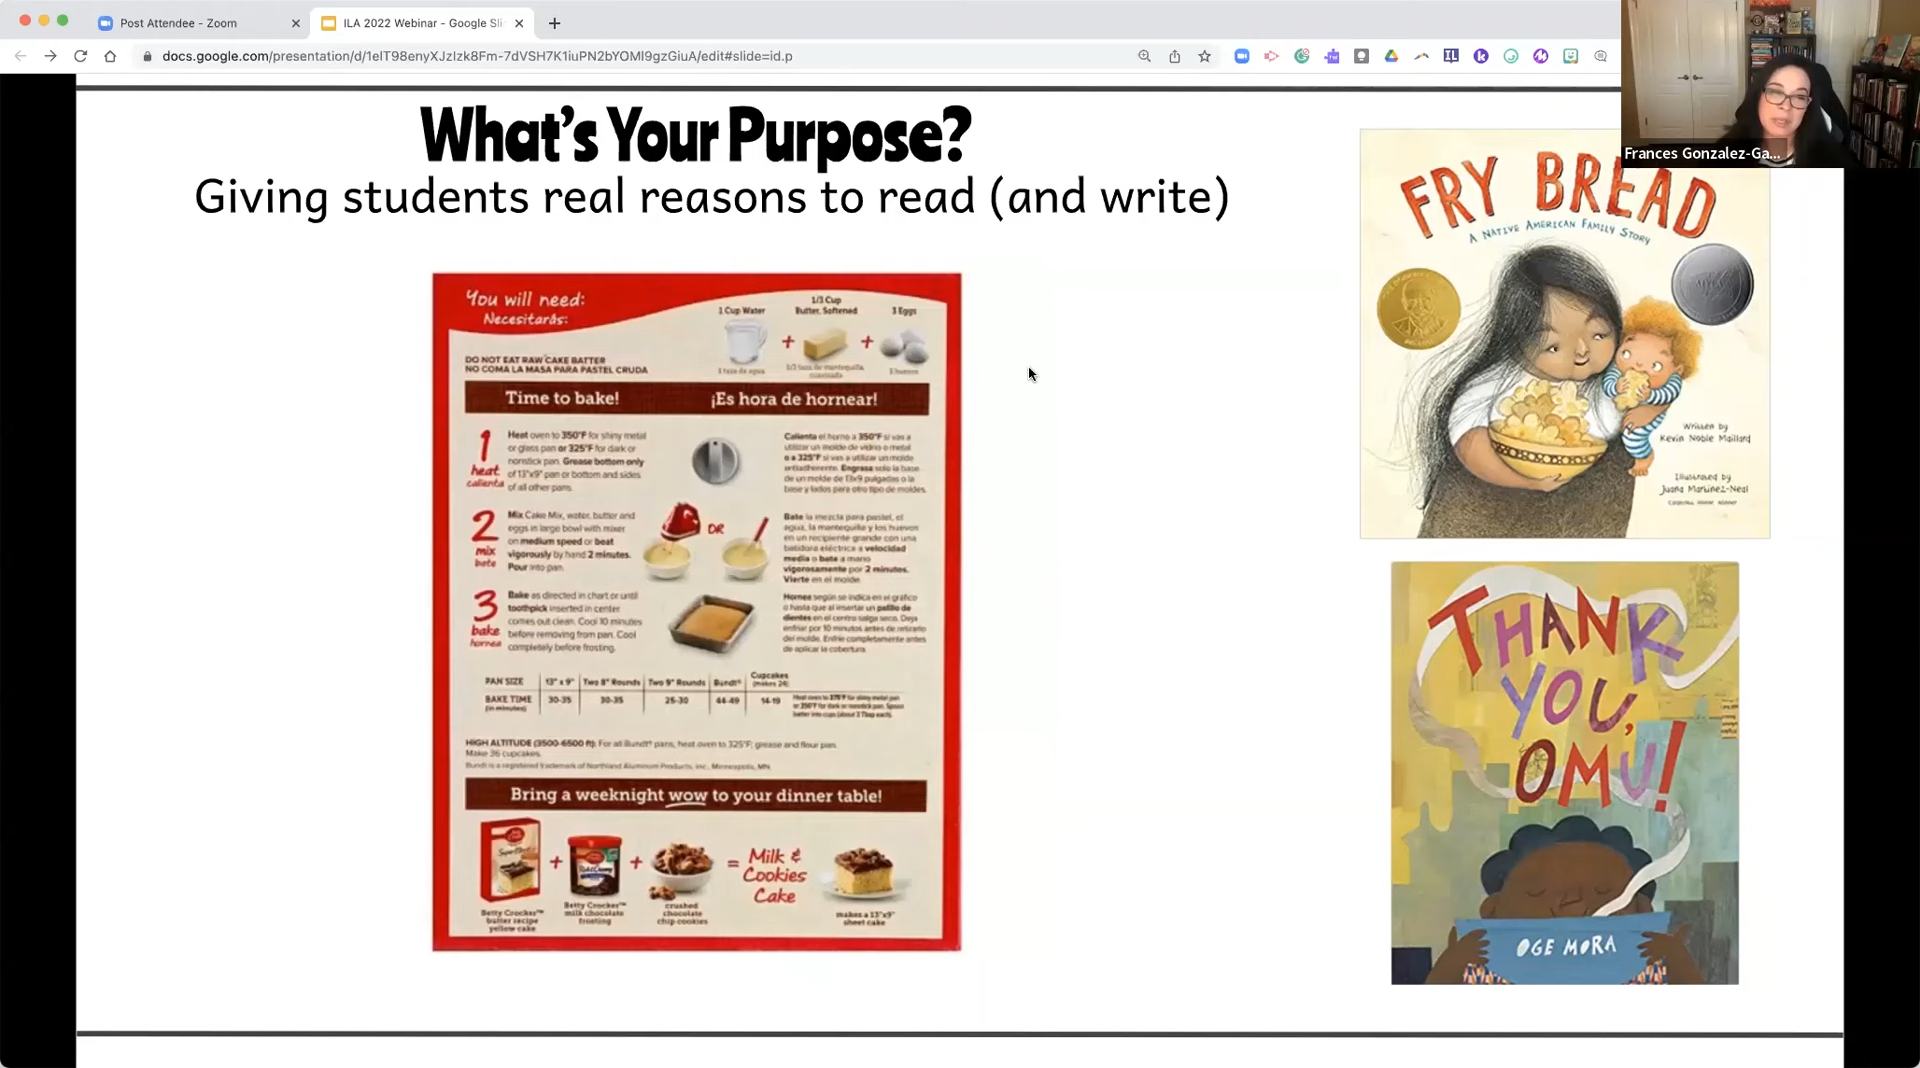 Post Attendee - Zoom
ILA 2022 Webinar - Google Sli
docs.google.com/presentation/d/1elT98enyXJzIzk8Fm-7dVSH7K1iuPN2bYOMl9gzGiuA/edit#slide=id.p
Frances Gonzalez-Ga...
What's Your Purpose?
Giving students real reasons to read (and write)
You will need:
Necesitarás:
1 Cup Water
1/3 Cup
Butter, Softened
3 Eggs
1 taza de agua
3 huevos
DO NOT EAT RAW CAKE BATTER
NO COMA LA MASA PARA PASTEL CRUDA
Time to bake!
¡Es hora de hornear!
1
heat
calienta
Heat oven to 350°F for shiny metal
or glass pan or 325°F for dark or
nonstick pan. Grease bottom only
of 13"x9" pan or bottom and sides
of all other pans.
Calienta el horno a 350°F si vas a
utilizar un molde de vidrio o metal
o a 325°F si vas a utilizar un molde
antiadherente. Engrasa solo la base
de un molde de 13x9 pulgadas o la
base y lados para otro tipo de moldes.
2
mix
bate
Mix Cake Mix, water, butter and
eggs in large bowl with mixer
on medium speed or beat
vigorously by hand 2 minutes.
Pour into pan.
OR
Bate la mezcla para pastel, el
agua, la mantequilla y los huevos
en un recipiente grande con una
batidora eléctrica a velocidad
media o bate a mano
vigorosamente por 2 minutos.
Vierte en el molde.
3
bake
hornea
Bake as directed in chart or until
toothpick inserted in center
comes out clean. Cool 10 minutes
before removing from pan. Cool
completely before frosting.
Hornea según se indica en el gráfico
o hasta que al insertar un palillo de
dientes en el centro salga seco. Deja
enfriar por 10 minutos antes de retirarlo
del molde. Enfríe completamente antes
de aplicar la cobertura.
PAN SIZE 13" x 9" Two 8" Rounds Two 9" Rounds Bundt® Cupcakes (makes 24)
BAKE TIME (in minutes) 30-35 30-35 25-30 44-49 14-19
HIGH ALTITUDE (3500-6500 ft): For all Bundt® pans, heat oven to 325°F; grease and flour pan.
Make 36 cupcakes.
Bundt is a registered trademark of Northland Aluminum Products, Inc., Minneapolis, MN
Bring a weeknight wow to your dinner table!
+ + = Milk &
Cookies
Cake
Betty Crocker™
butter recipe
yellow cake
Betty Crocker™
milk chocolate
frosting
crushed
chocolate
chip cookies
makes a 13"x9"
sheet cake
FRY BREAD
A NATIVE AMERICAN FAMILY STORY
Written by
Kevin Noble Maillard
Illustrated by
Juana Martinez-Neal
THANK
YOU,
OMU!
OGE MORA